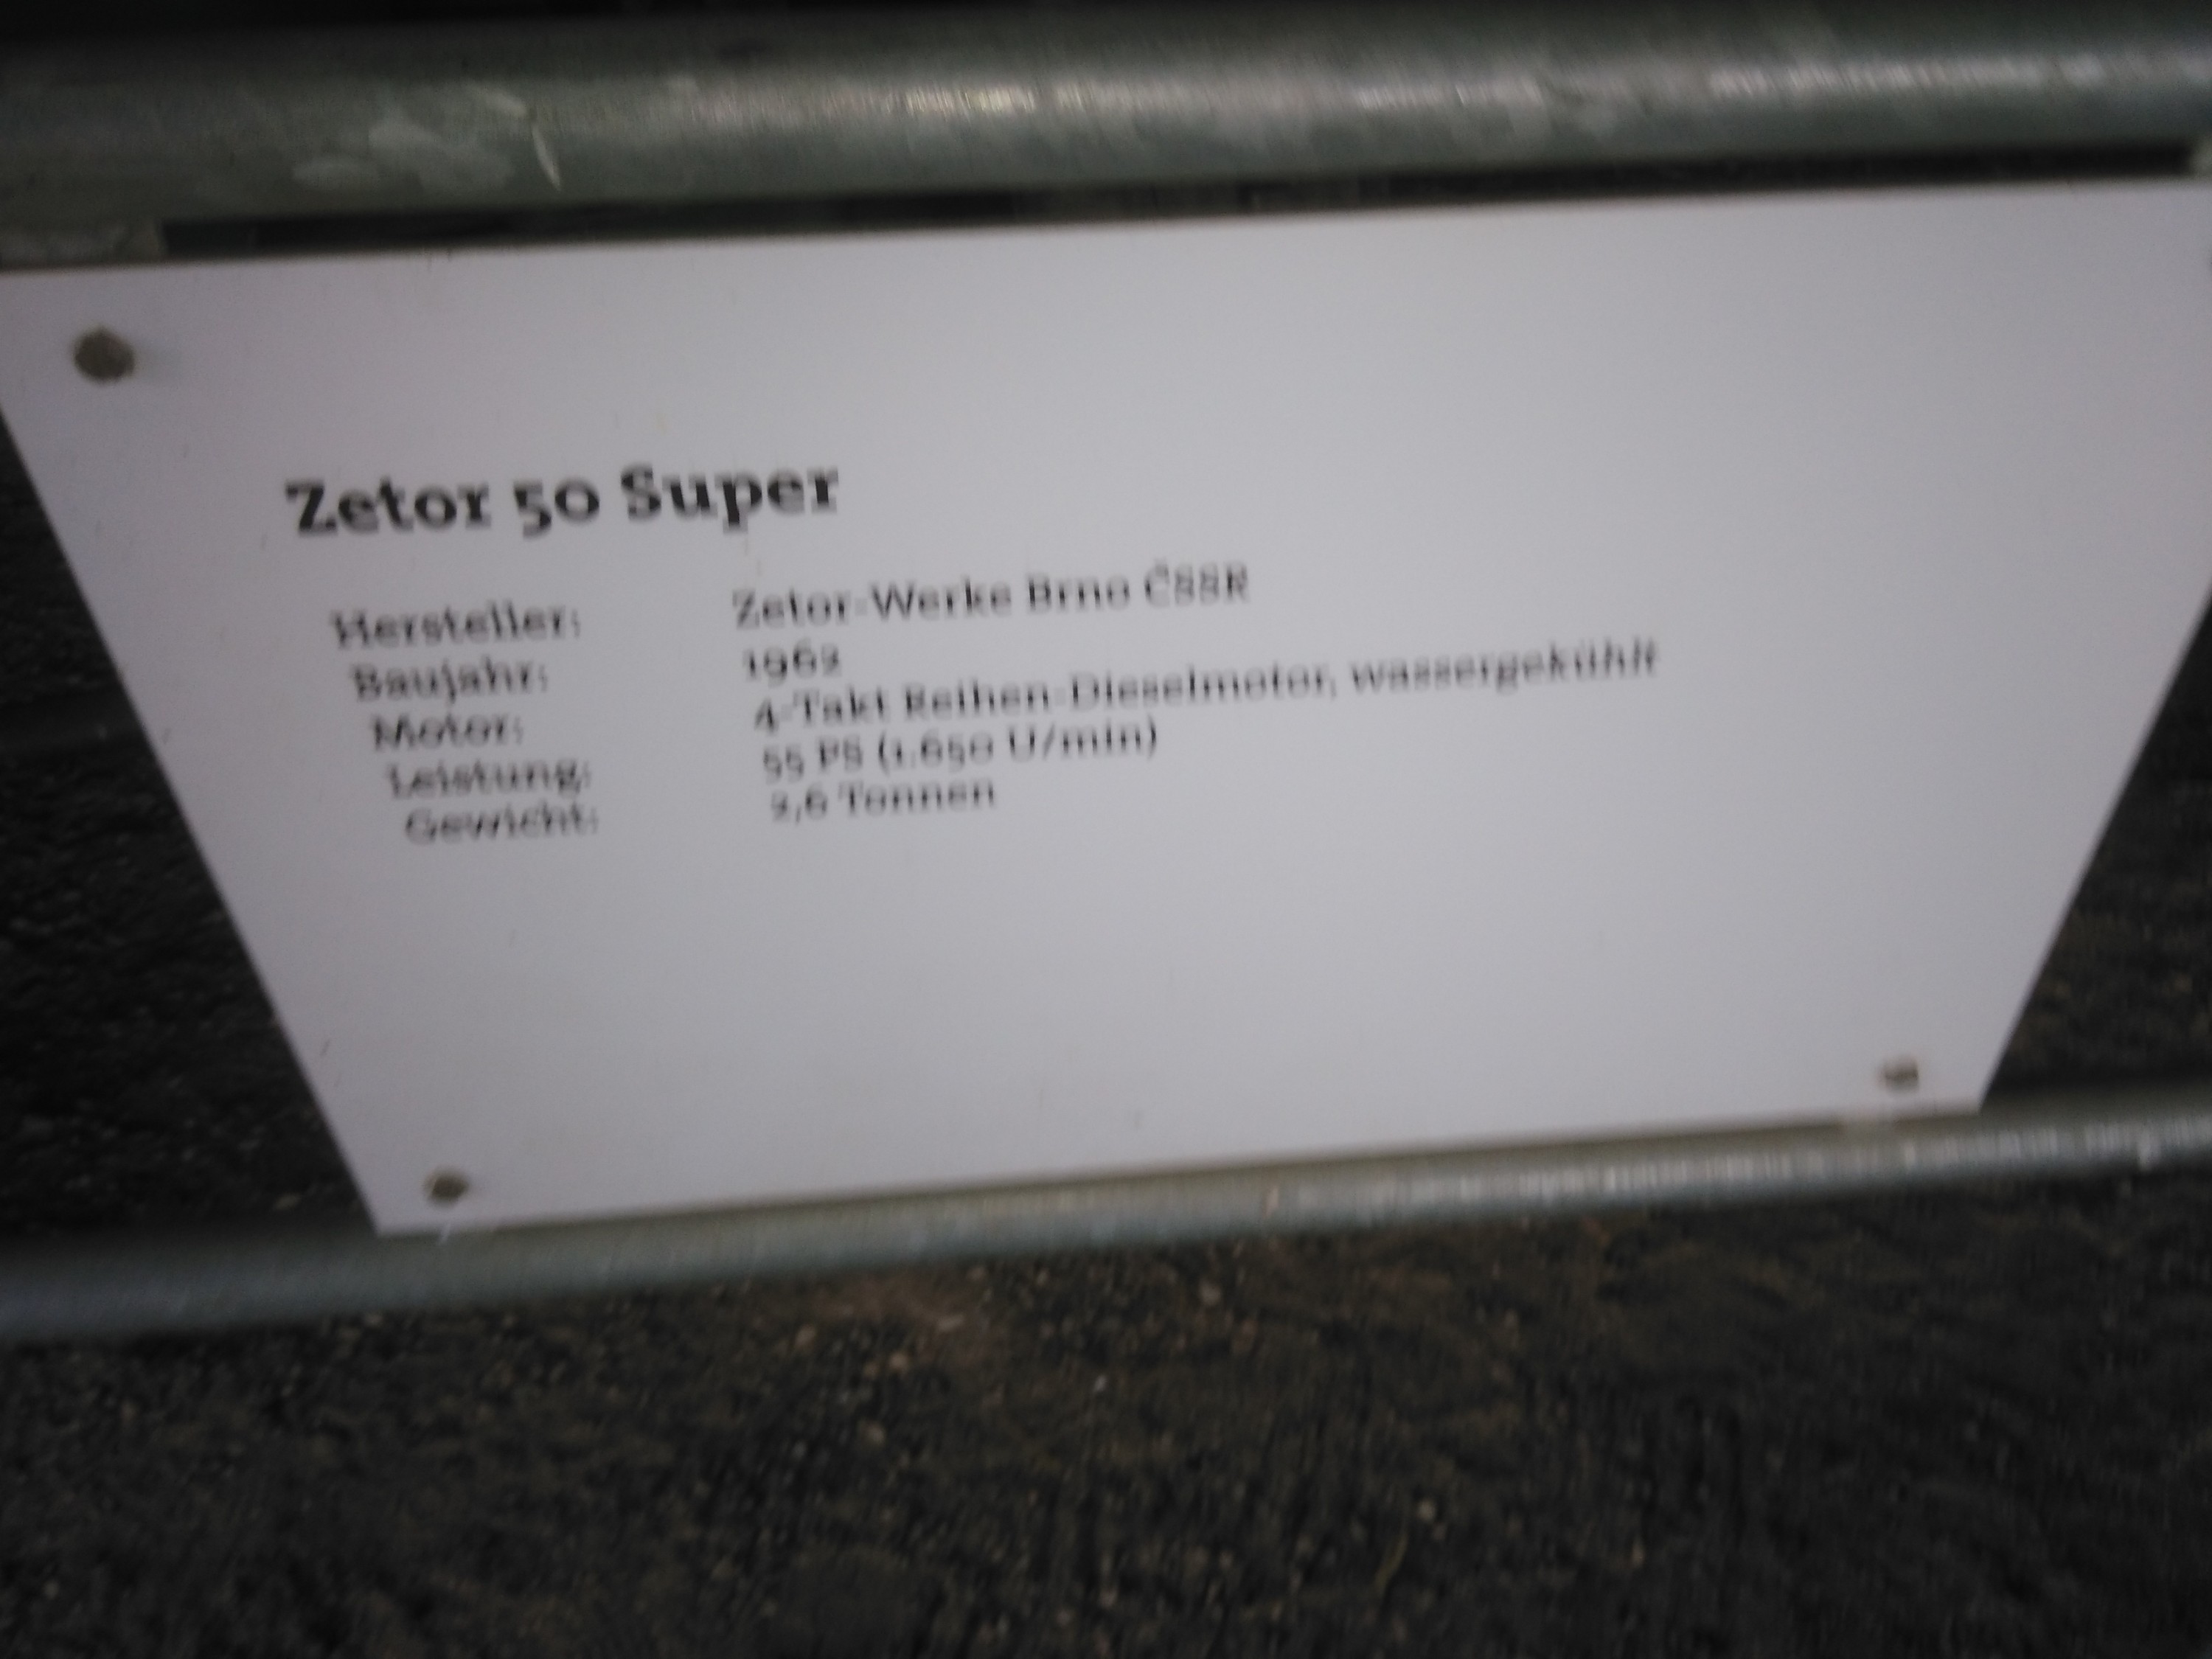 Zetor 50 Super
Hersteller: Zetor-Werke Brno ČSSR
Baujahr: 1962
Motor: 4-Takt Reihen-Dieselmotor, wassergekühlt
Leistung: 55 PS (1.650 U/min)
Gewicht: 2,6 Tonnen